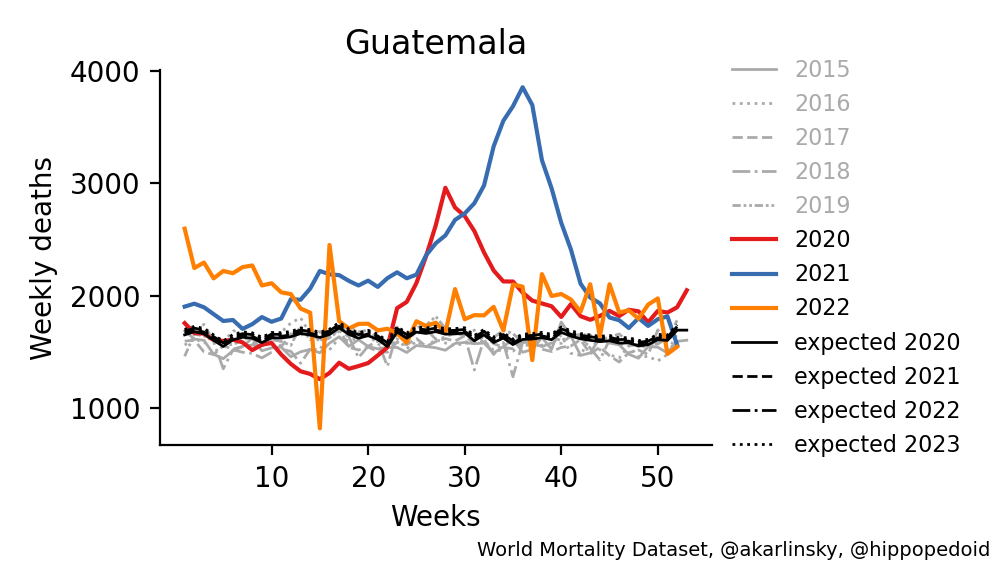 Guatemala
Weekly deaths
4000
3000
2000
1000
10 20 30 40 50
Weeks
2015
2016
2017
2018
2019
2020
2021
2022
expected 2020
expected 2021
expected 2022
expected 2023
World Mortality Dataset, @akarlinsky, @hippopedoid